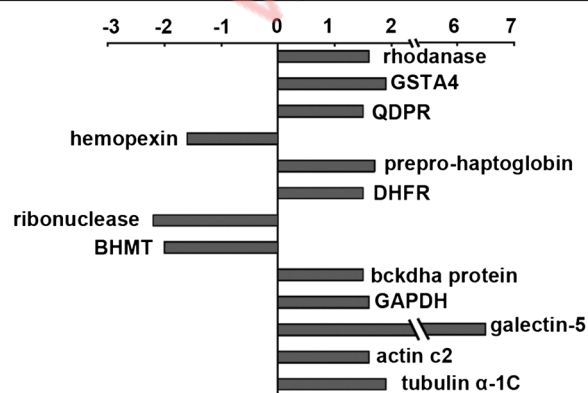 -3 -2 -1 0 1 2 6 7
rhodanase
GSTA4
QDPR
hemopexin
prepro-haptoglobin
DHFR
ribonuclease
BHMT
bckdha protein
GAPDH
galectin-5
actin c2
tubulin α-1C